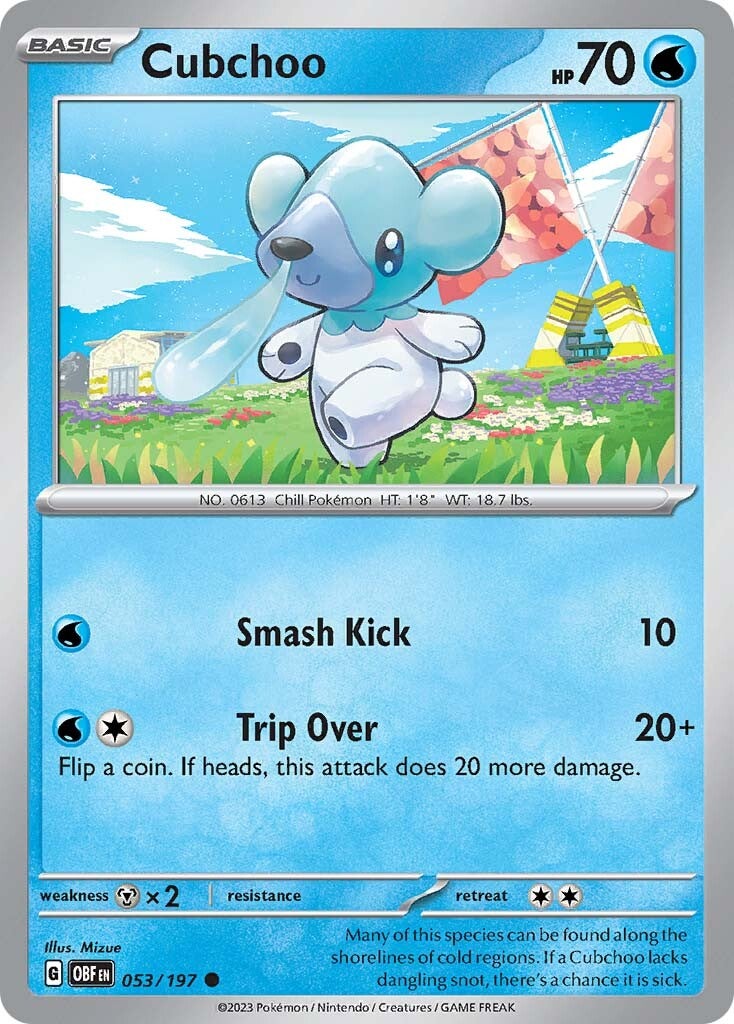 BASIC
Cubchoo
HP 70
NO. 0613 Chill Pokémon HT: 1'8" WT: 18.7 lbs.
Smash Kick 10
Trip Over 20+
Flip a coin. If heads, this attack does 20 more damage.
weakness ×2 resistance retreat
Illus. Mizue
Many of this species can be found along the
shorelines of cold regions. If a Cubchoo lacks
dangling snot, there's a chance it is sick.
G OBF EN 053/197
©2023 Pokémon / Nintendo / Creatures / GAME FREAK